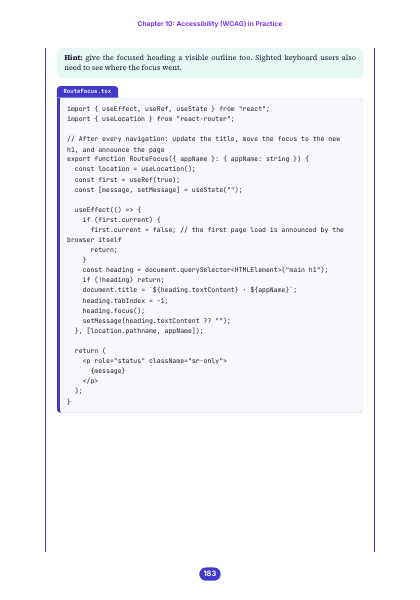 Chapter 10: Accessibility (WCAG) in Practice
Hint: give the focused heading a visible outline too. Sighted keyboard users also
need to see where the focus went.
RouteFocus.tsx
import { useEffect, useRef, useState } from "react";
import { useLocation } from "react-router";

// After every navigation: update the title, move the focus to the new
h1, and announce the page
export function RouteFocus({ appName }: { appName: string }) {
  const location = useLocation();
  const first = useRef(true);
  const [message, setMessage] = useState("");

  useEffect(() => {
    if (first.current) {
      first.current = false; // the first page load is announced by the
browser itself
      return;
    }
    const heading = document.querySelector<HTMLElement>("main h1");
    if (!heading) return;
    document.title = `${heading.textContent} · ${appName}`;
    heading.tabIndex = -1;
    heading.focus();
    setMessage(heading.textContent ?? "");
  }, [location.pathname, appName]);

  return (
    <p role="status" className="sr-only">
      {message}
    </p>
  );
}
183